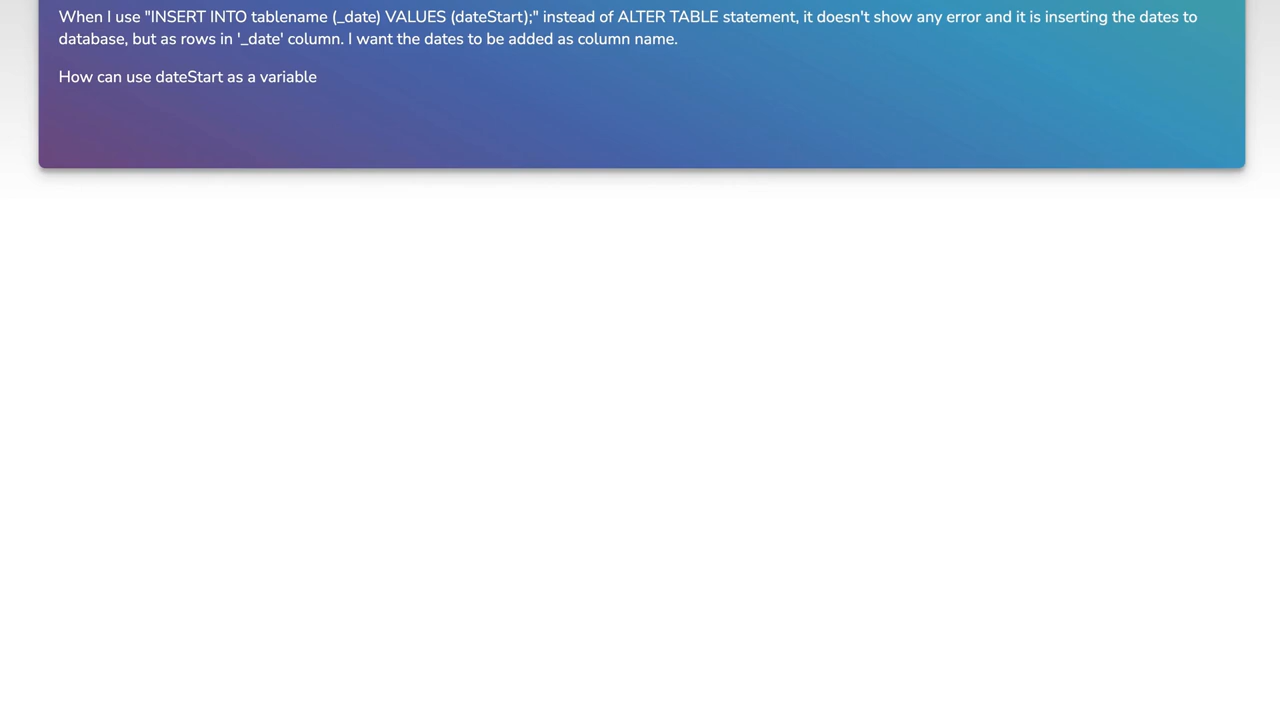 When I use "INSERT INTO tablename (_date) VALUES (dateStart);" instead of ALTER TABLE statement, it doesn't show any error and it is inserting the dates to
database, but as rows in '_date' column. I want the dates to be added as column name.
How can use dateStart as a variable